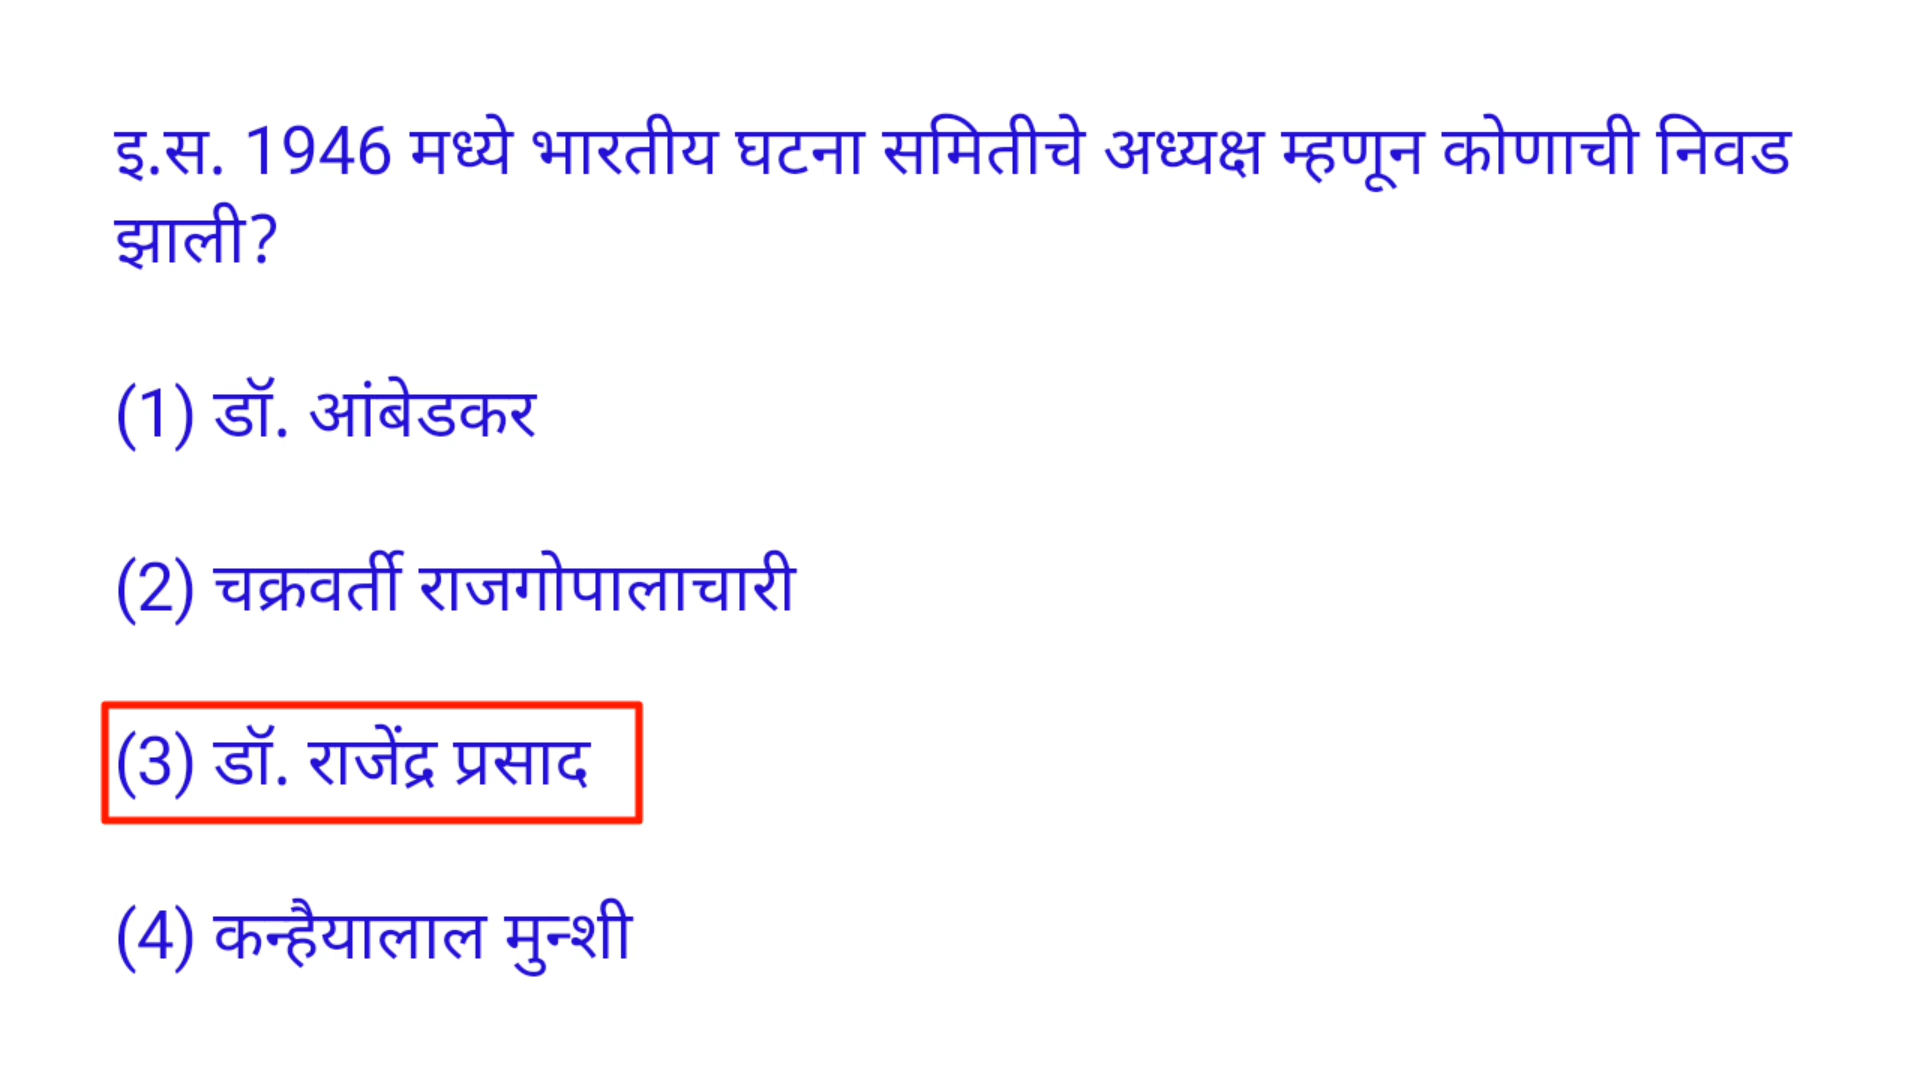 इ.स. 1946 मध्ये भारतीय घटना समितीचे अध्यक्ष म्हणून कोणाची निवड
झाली?
(1) डॉ. आंबेडकर
(2) चक्रवर्ती राजगोपालाचारी
(3) डॉ. राजेंद्र प्रसाद
(4) कन्हैयालाल मुन्शी